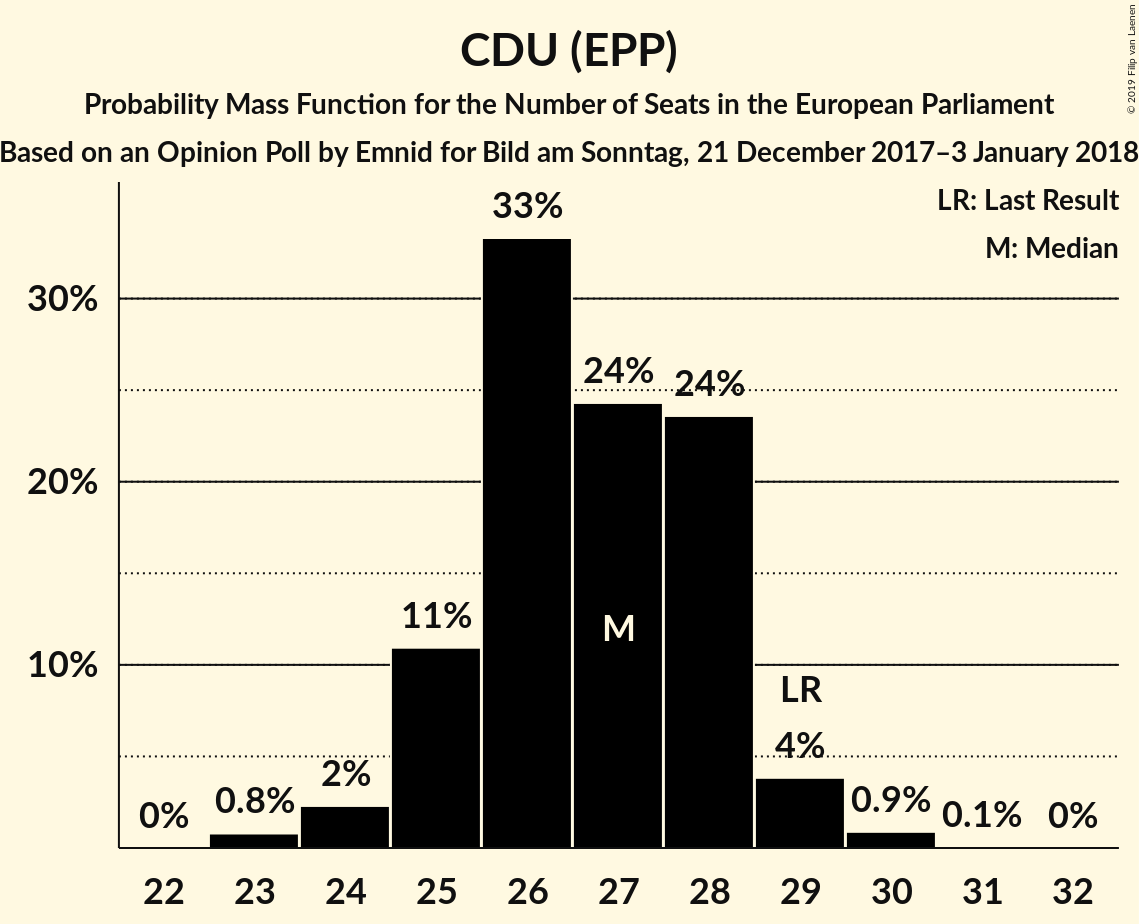 CDU (EPP)
Probability Mass Function for the Number of Seats in the European Parliament
Based on an Opinion Poll by Emnid for Bild am Sonntag, 21 December 2017–3 January 2018
© 2019 Filip van Laenen
LR: Last Result
M: Median
33%
30%
24%
24%
20%
11%
M
10%
LR
4%
2%
0%
0.8%
0.9%
0.1%
0%
22 23 24 25 26 27 28 29 30 31 32